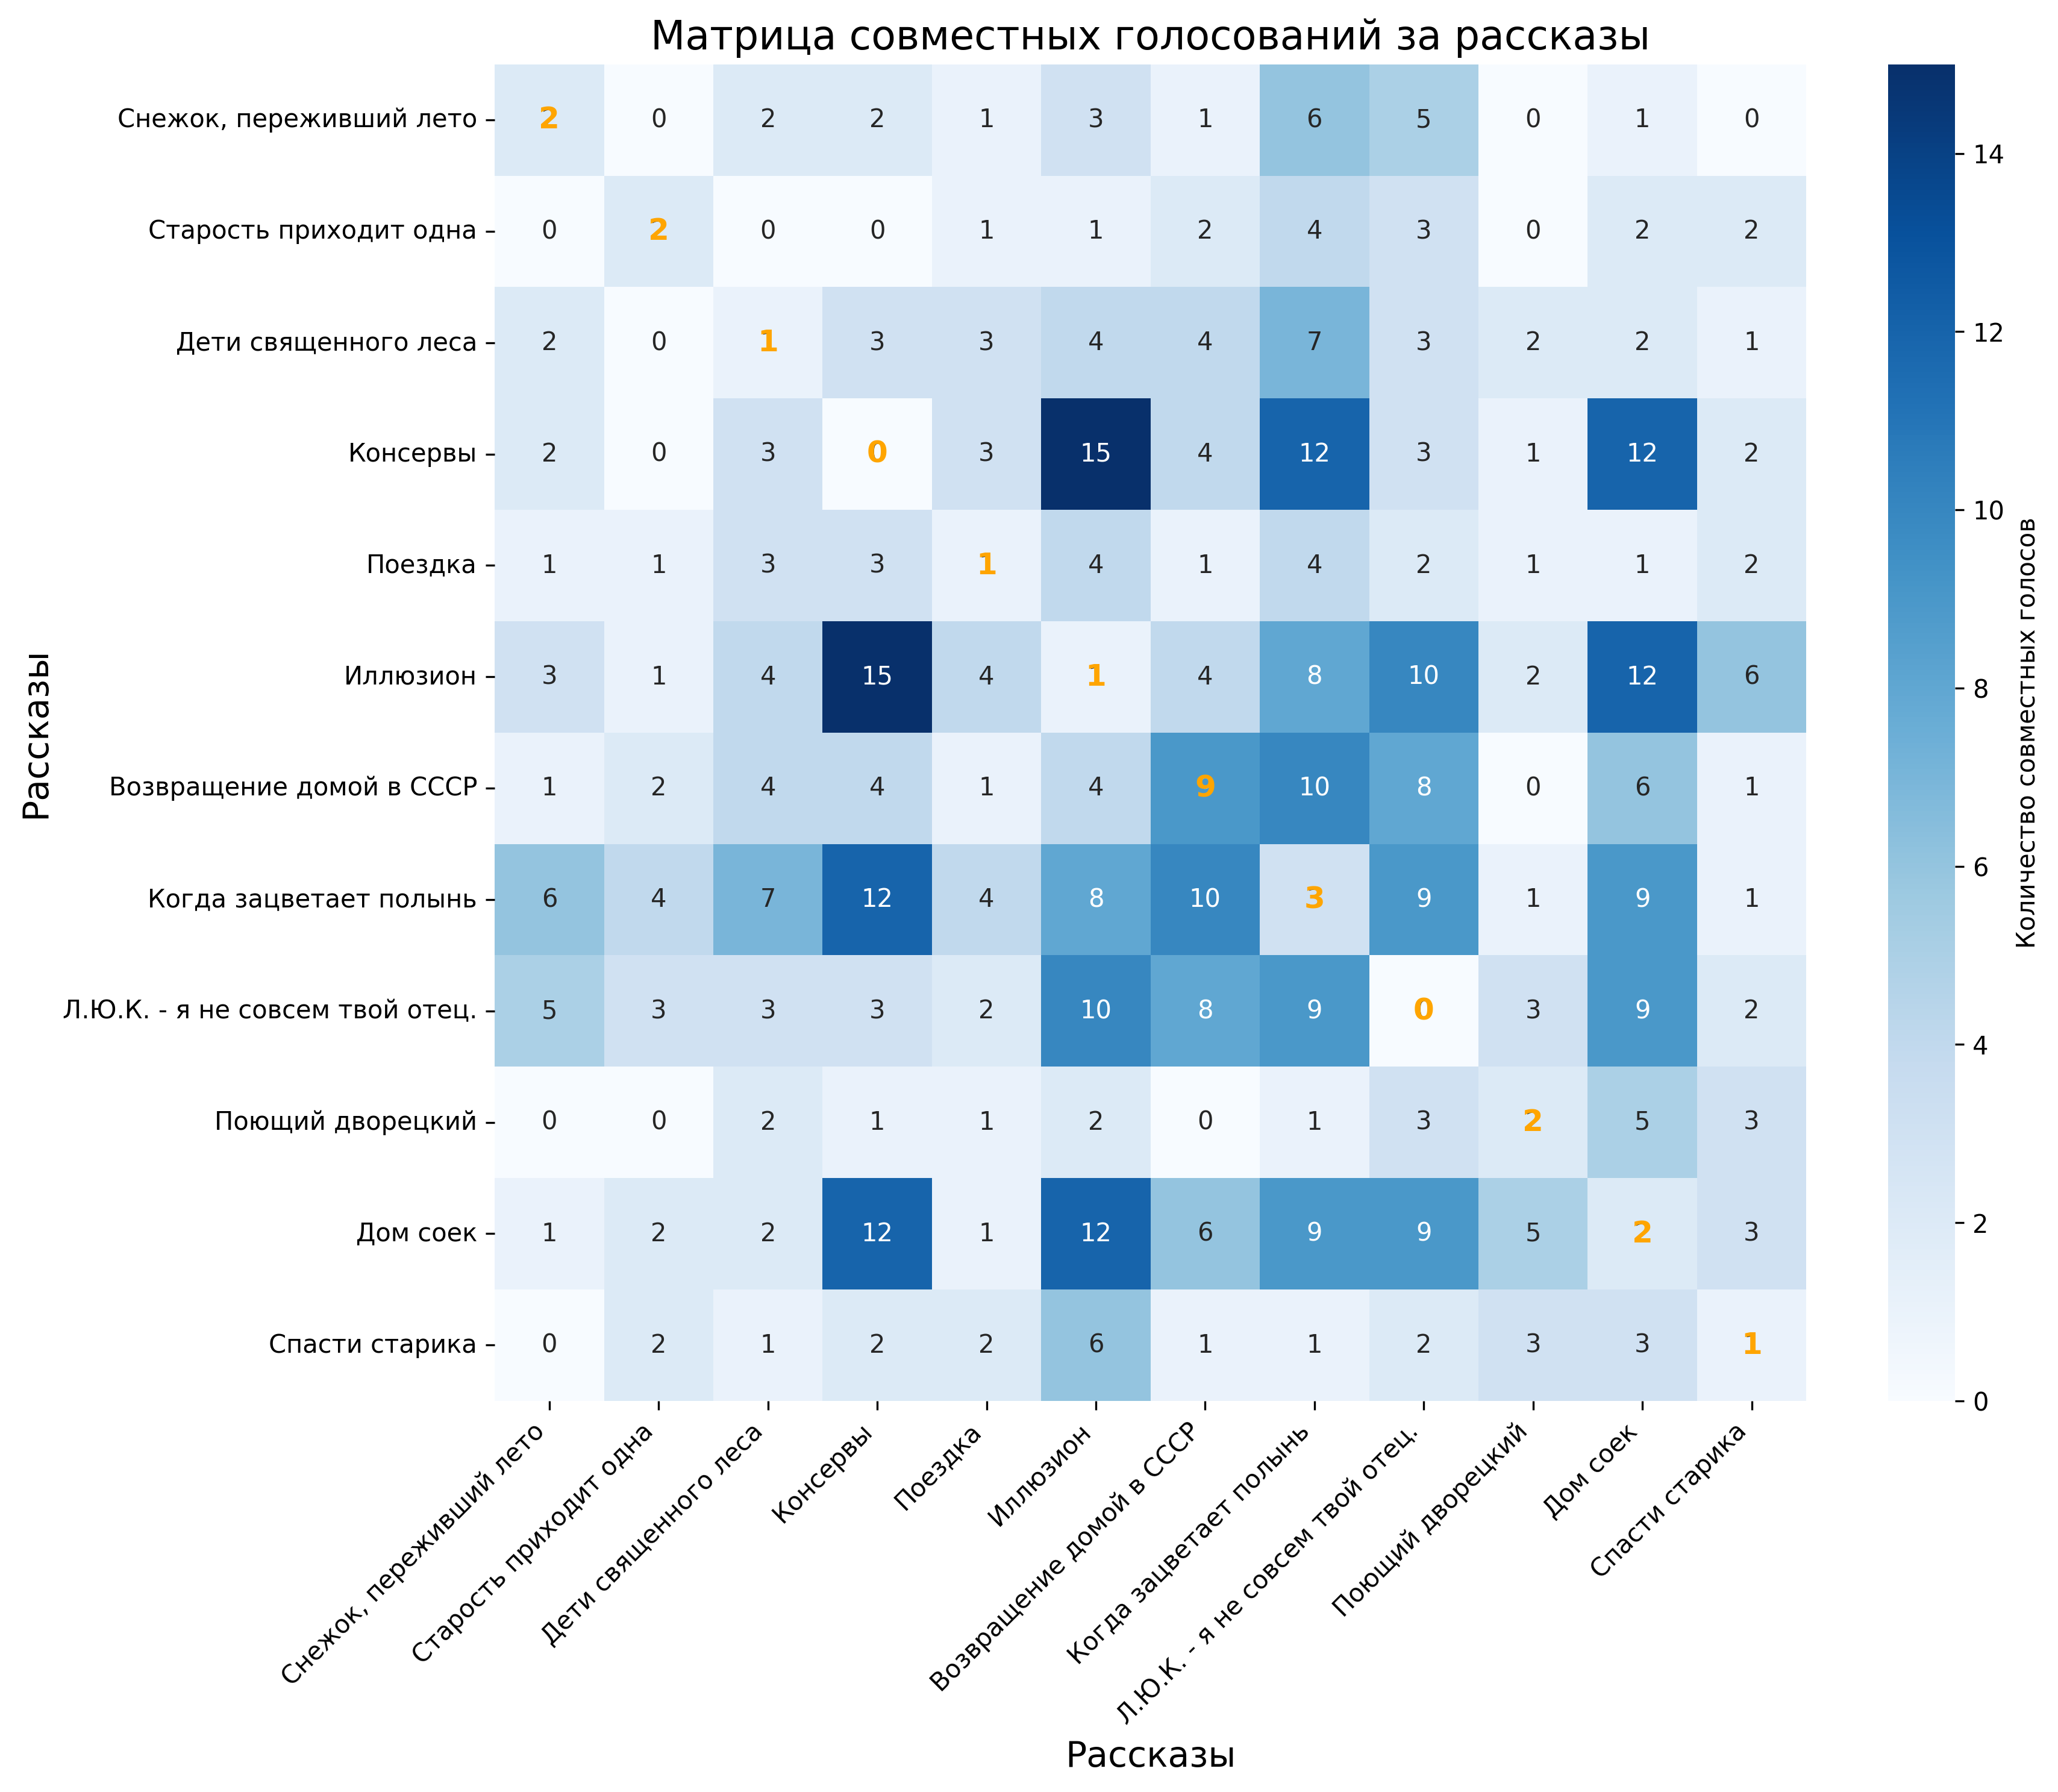 Матрица совместных голосований за рассказы
Снежок, переживший лето 2 0 2 2 1 3 1 6 5 0 1 0
Старость приходит одна 0 2 0 0 1 1 2 4 3 0 2 2
Дети священного леса 2 0 1 3 3 4 4 7 3 2 2 1
Консервы 2 0 3 0 3 15 4 12 3 1 12 2
Поездка 1 1 3 3 1 4 1 4 2 1 1 2
Иллюзион 3 1 4 15 4 1 4 8 10 2 12 6
Возвращение домой в СССР 1 2 4 4 1 4 9 10 8 0 6 1
Когда зацветает полынь 6 4 7 12 4 8 10 3 9 1 9 1
Л.Ю.К. - я не совсем твой отец. 5 3 3 3 2 10 8 9 0 3 9 2
Поющий дворецкий 0 0 2 1 1 2 0 1 3 2 5 3
Дом соек 1 2 2 12 1 12 6 9 9 5 2 3
Спасти старика 0 2 1 2 2 6 1 1 2 3 3 1
Рассказы
Снежок, переживший лето
Старость приходит одна
Дети священного леса
Консервы
Поездка
Иллюзион
Возвращение домой в СССР
Когда зацветает полынь
Л.Ю.К. - я не совсем твой отец.
Поющий дворецкий
Дом соек
Спасти старика
Рассказы
14
12
10
8
6
4
2
0
Количество совместных голосов